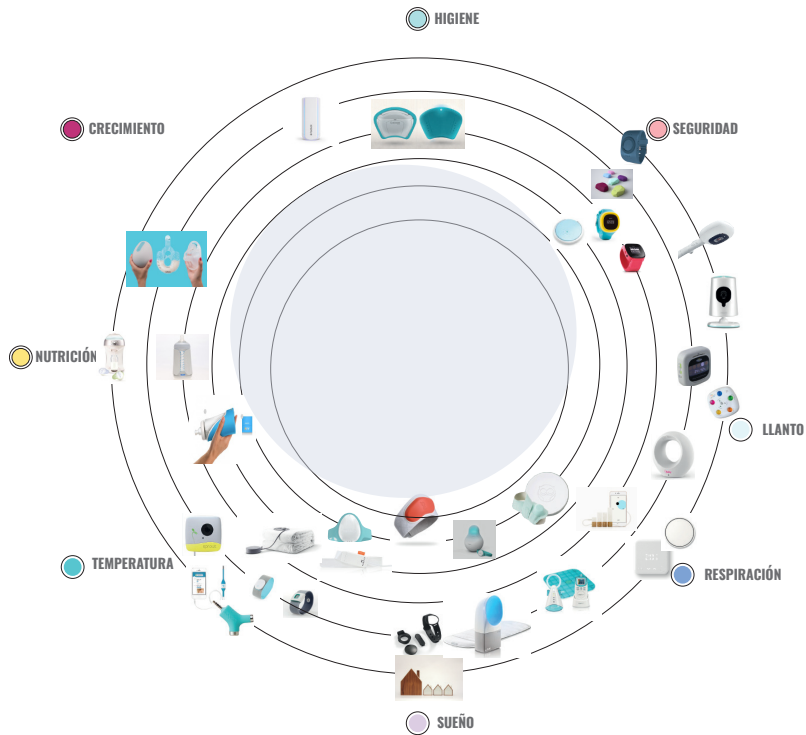 HIGIENE
CRECIMIENTO
SEGURIDAD
NUTRICIÓN
LLANTO
TEMPERATURA
RESPIRACIÓN
SUEÑO